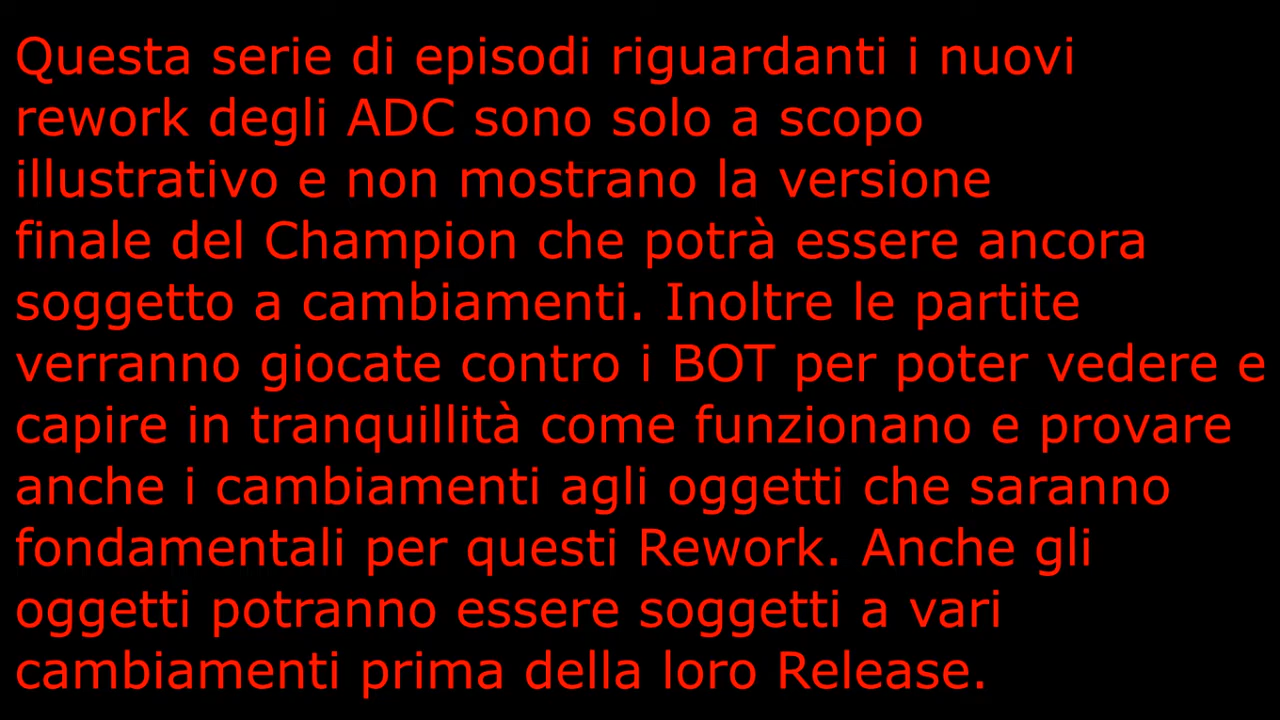 Questa serie di episodi riguardanti i nuovi
rework degli ADC sono solo a scopo
illustrativo e non mostrano la versione
finale del Champion che potrà essere ancora
soggetto a cambiamenti. Inoltre le partite
verranno giocate contro i BOT per poter vedere e
capire in tranquillità come funzionano e provare
anche i cambiamenti agli oggetti che saranno
fondamentali per questi Rework. Anche gli
oggetti potranno essere soggetti a vari
cambiamenti prima della loro Release.